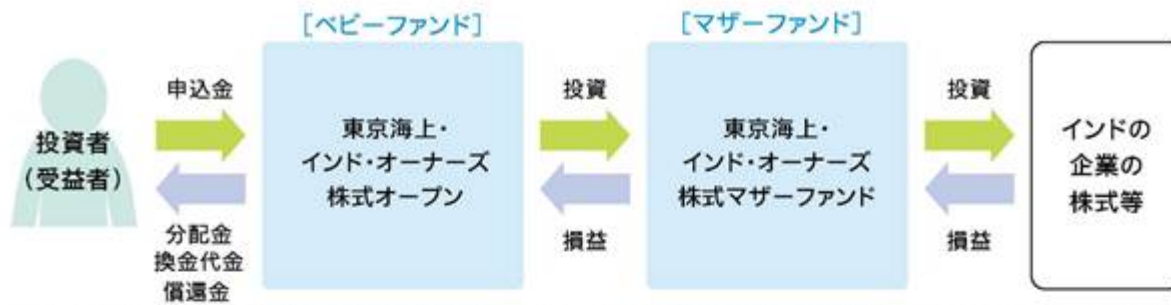 [ベビーファンド]
[マザーファンド]
投資者
(受益者)
申込金
分配金
換金代金
償還金
東京海上・
インド・オーナーズ
株式オープン
投資
損益
東京海上・
インド・オーナーズ
株式マザーファンド
投資
損益
インドの
企業の
株式等